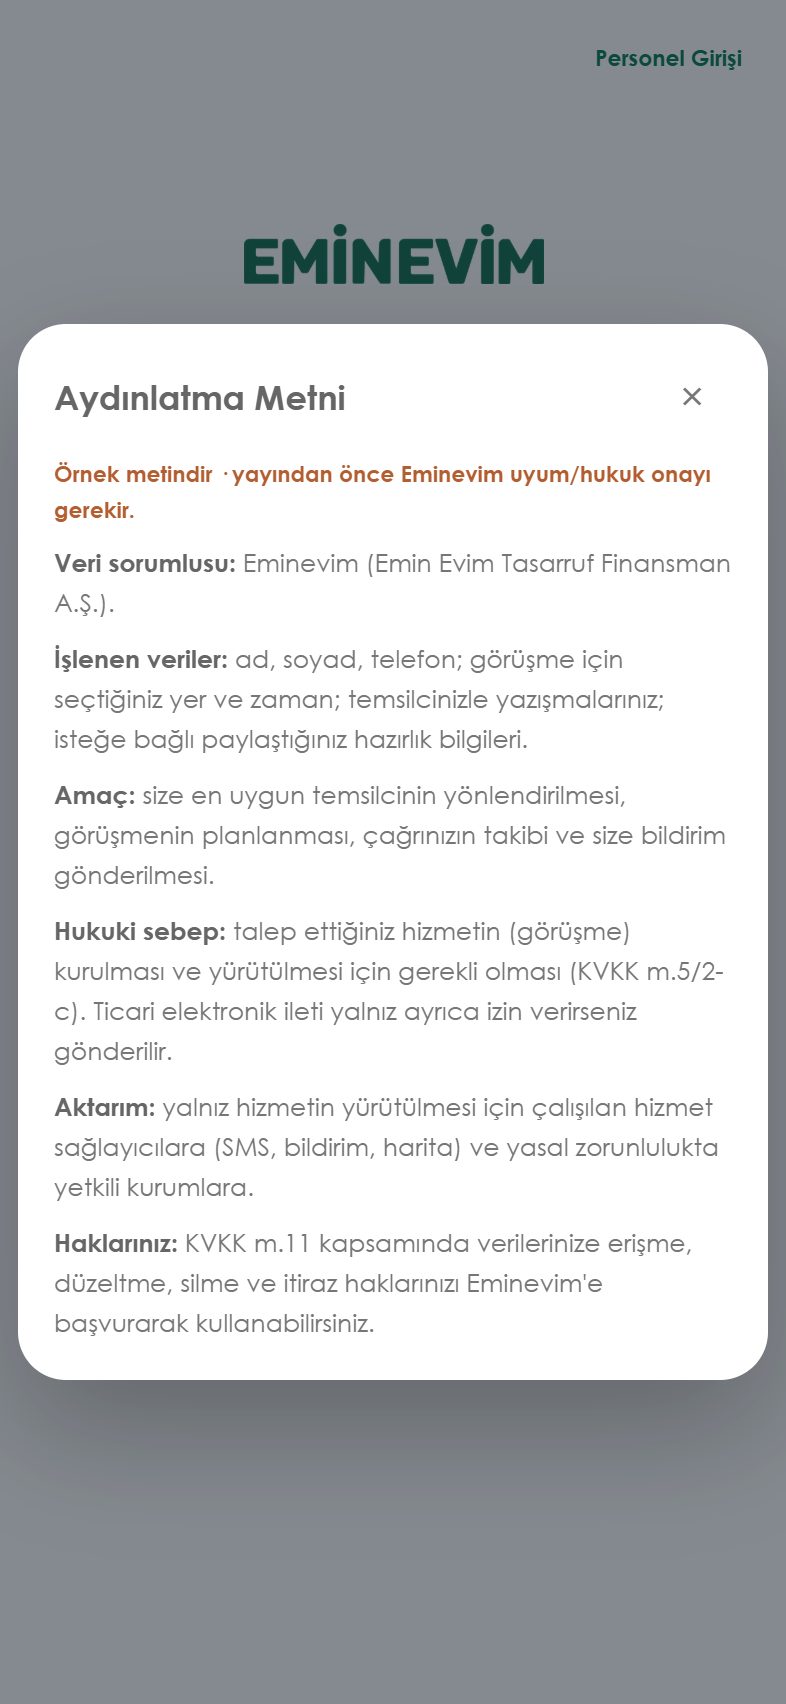 Personel Girişi
EMİNEVİM
Aydınlatma Metni
×
Örnek metindir · yayından önce Eminevim uyum/hukuk onayı
gerekir.
Veri sorumlusu: Eminevim (Emin Evim Tasarruf Finansman
A.Ş.).
İşlenen veriler: ad, soyad, telefon; görüşme için
seçtiğiniz yer ve zaman; temsilcinizle yazışmalarınız;
isteğe bağlı paylaştığınız hazırlık bilgileri.
Amaç: size en uygun temsilcinin yönlendirilmesi,
görüşmenin planlanması, çağrınızın takibi ve size bildirim
gönderilmesi.
Hukuki sebep: talep ettiğiniz hizmetin (görüşme)
kurulması ve yürütülmesi için gerekli olması (KVKK m.5/2-
c). Ticari elektronik ileti yalnız ayrıca izin verirseniz
gönderilir.
Aktarım: yalnız hizmetin yürütülmesi için çalışılan hizmet
sağlayıcılara (SMS, bildirim, harita) ve yasal zorunlulukta
yetkili kurumlara.
Haklarınız: KVKK m.11 kapsamında verilerinize erişme,
düzeltme, silme ve itiraz haklarınızı Eminevim'e
başvurarak kullanabilirsiniz.